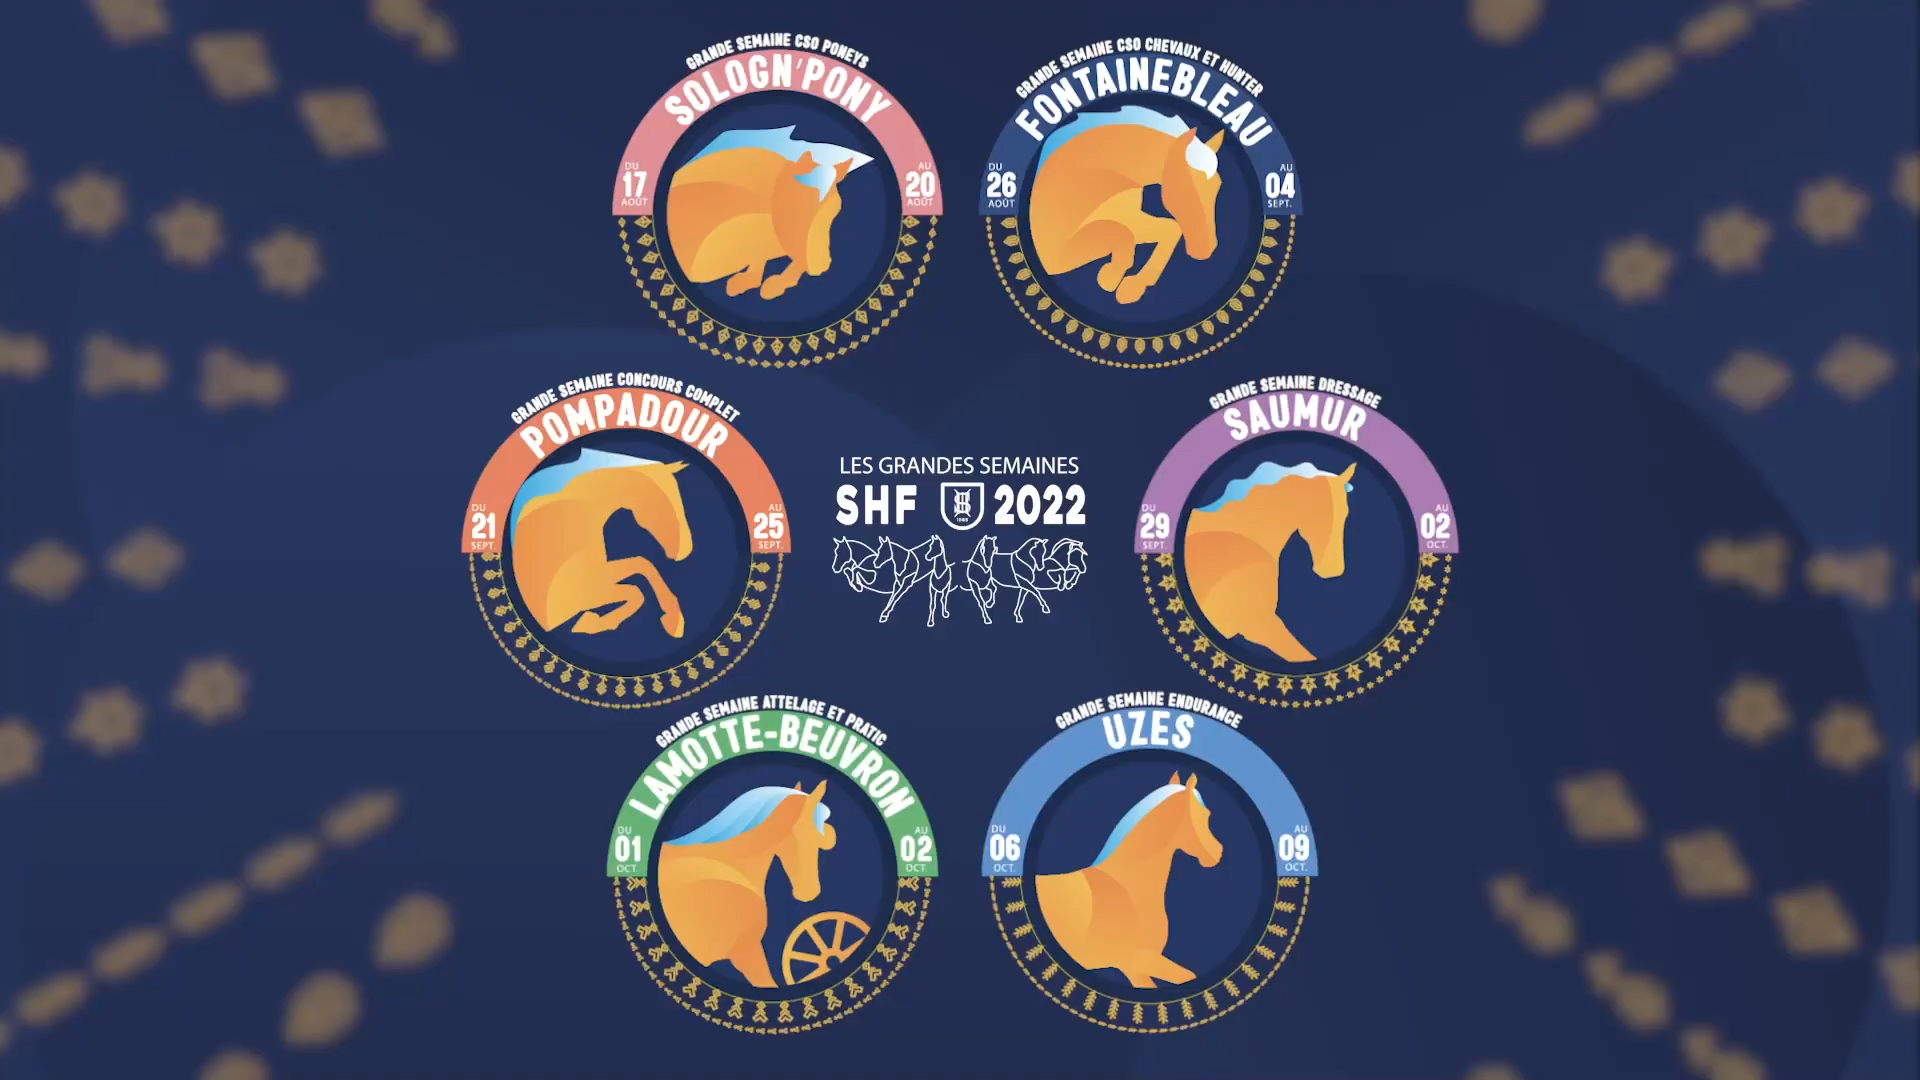 GRANDE SEMAINE CSO PONEYS
SOLOGN'PONY
DU
17
AOÛT
AU
20
AOÛT
GRANDE SEMAINE CSO CHEVAUX ET HUNTER
FONTAINEBLEAU
DU
26
AOÛT
AU
04
SEPT.
GRANDE SEMAINE CONCOURS COMPLET
POMPADOUR
DU
21
SEPT.
AU
25
SEPT.
LES GRANDES SEMAINES
SHF 2022
GRANDE SEMAINE DRESSAGE
SAUMUR
DU
29
SEPT.
AU
02
OCT.
GRANDE SEMAINE ATTELAGE ET PRATIC
LAMOTTE-BEUVRON
DU
01
OCT.
AU
02
OCT.
GRANDE SEMAINE ENDURANCE
UZES
DU
06
OCT.
AU
09
OCT.